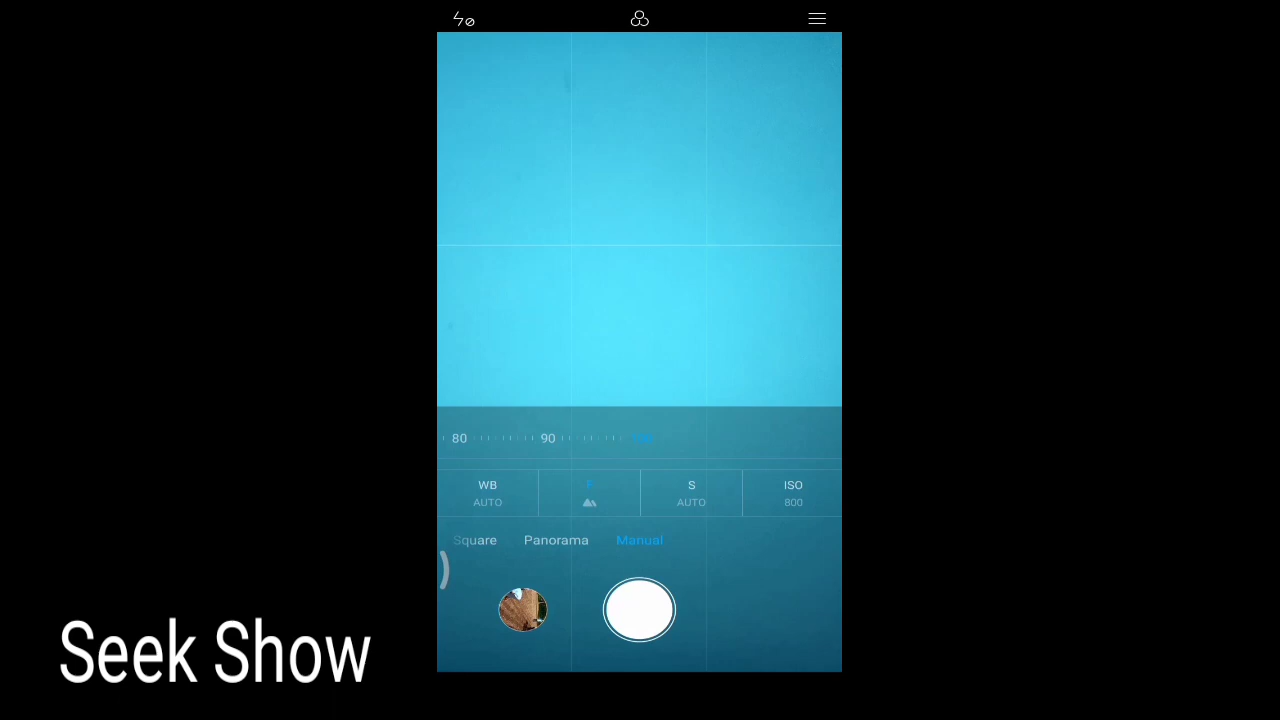 80 90
WB F S ISO
AUTO AUTO 800
Square Panorama Manual
Seek Show